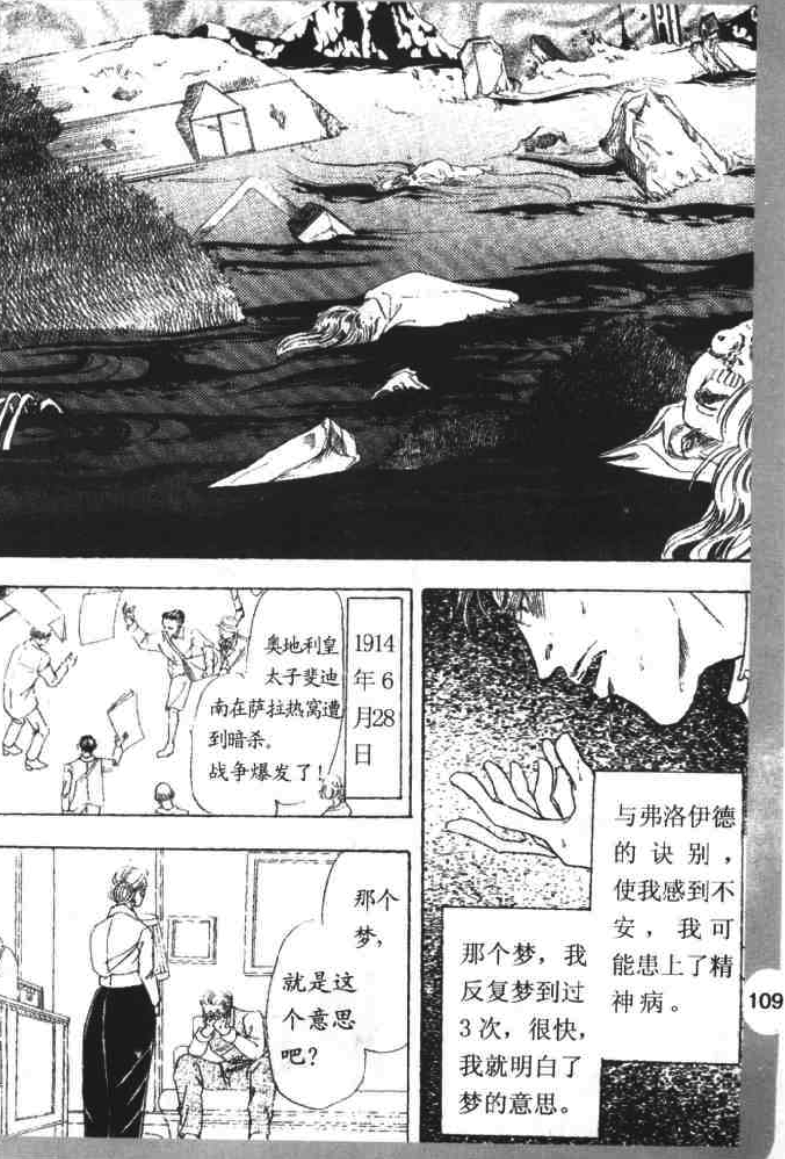 与弗洛伊德
的诀别，
使我感到不
安，我可
能患上了精
神病。
那个梦，我
反复梦到过
3次，很快，
我就明白了
梦的意思。
1914
年6
月28
日
奥地利皇
太子斐迪
南在萨拉热窝遭
到暗杀。
战争爆发了！
那个
梦，
就是这
个意思
吧？
109